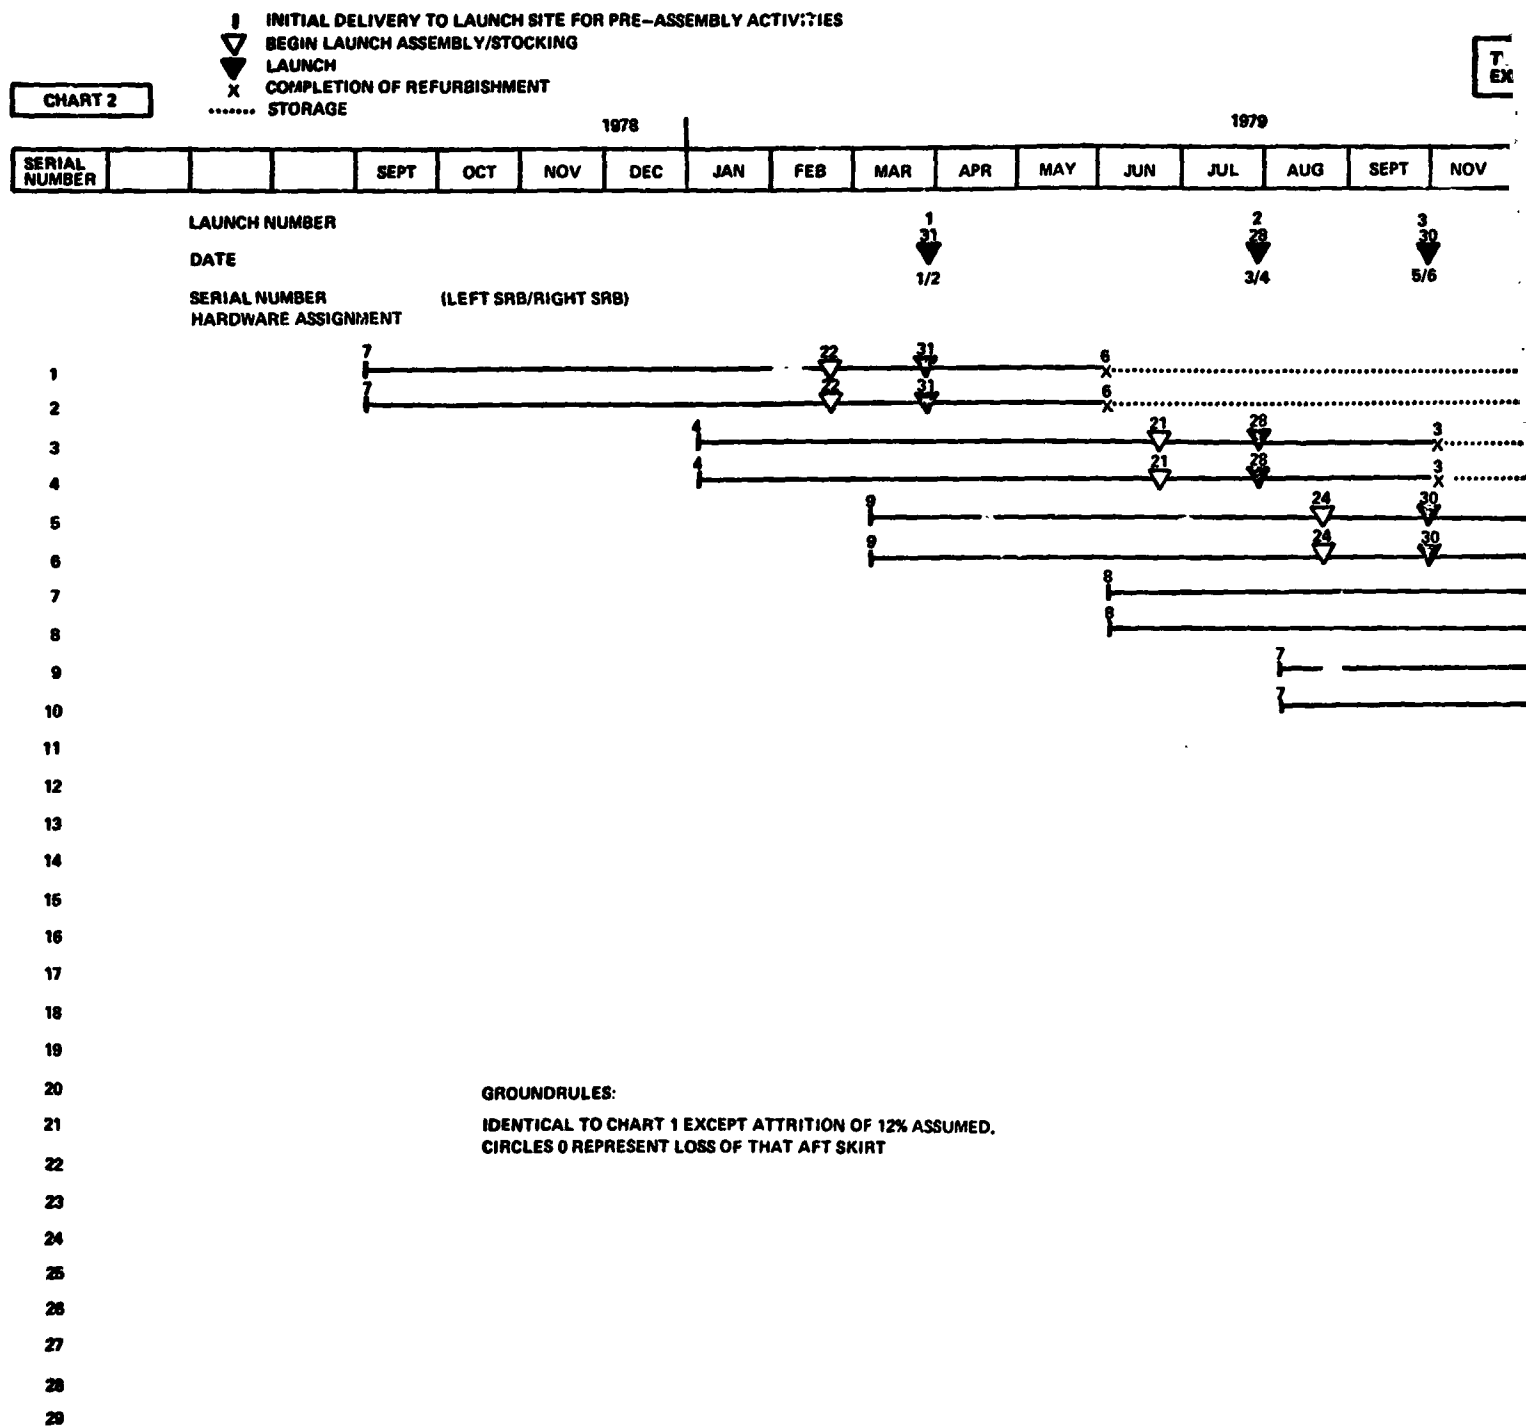 INITIAL DELIVERY TO LAUNCH SITE FOR PRE-ASSEMBLY ACTIVITIES
BEGIN LAUNCH ASSEMBLY/STOCKING
LAUNCH
X COMPLETION OF REFURBISHMENT
....... STORAGE
CHART 2
1978 1979
SERIAL NUMBER SEPT OCT NOV DEC JAN FEB MAR APR MAY JUN JUL AUG SEPT NOV
LAUNCH NUMBER 1 2 3
DATE 31 28 30
1/2 3/4 5/6
SERIAL NUMBER (LEFT SRB/RIGHT SRB)
HARDWARE ASSIGNMENT
1 7 22 31 6 X
2 7 22 31 6 X
3 4 21 28 3 X
4 4 21 28 3 X
5 9 24 30
6 9 24 30
7 8
8 8
9 7
10 7
11
12
13
14
15
16
17
18
19
20
GROUNDRULES:
21 IDENTICAL TO CHART 1 EXCEPT ATTRITION OF 12% ASSUMED.
CIRCLES 0 REPRESENT LOSS OF THAT AFT SKIRT
22
23
24
25
26
27
28
29